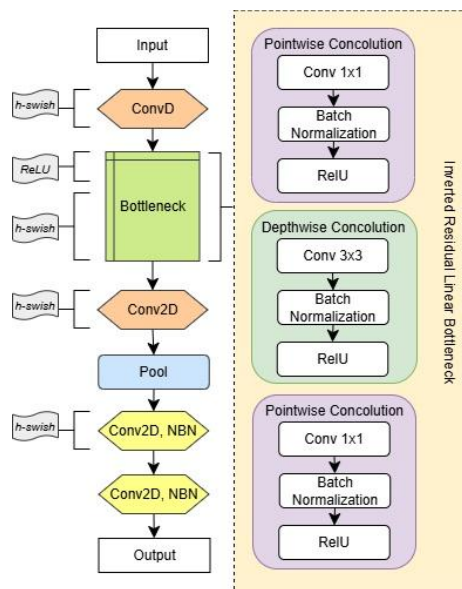 Input
h-swish
ConvD
ReLU
Bottleneck
h-swish
h-swish
Conv2D
Pool
h-swish
Conv2D, NBN
Conv2D, NBN
Output
Pointwise Concolution
Conv 1x1
Batch
Normalization
RelU
Depthwise Concolution
Conv 3x3
Batch
Normalization
ReIU
Pointwise Concolution
Conv 1x1
Batch
Normalization
RelU
Inverted Residual Linear Bottleneck